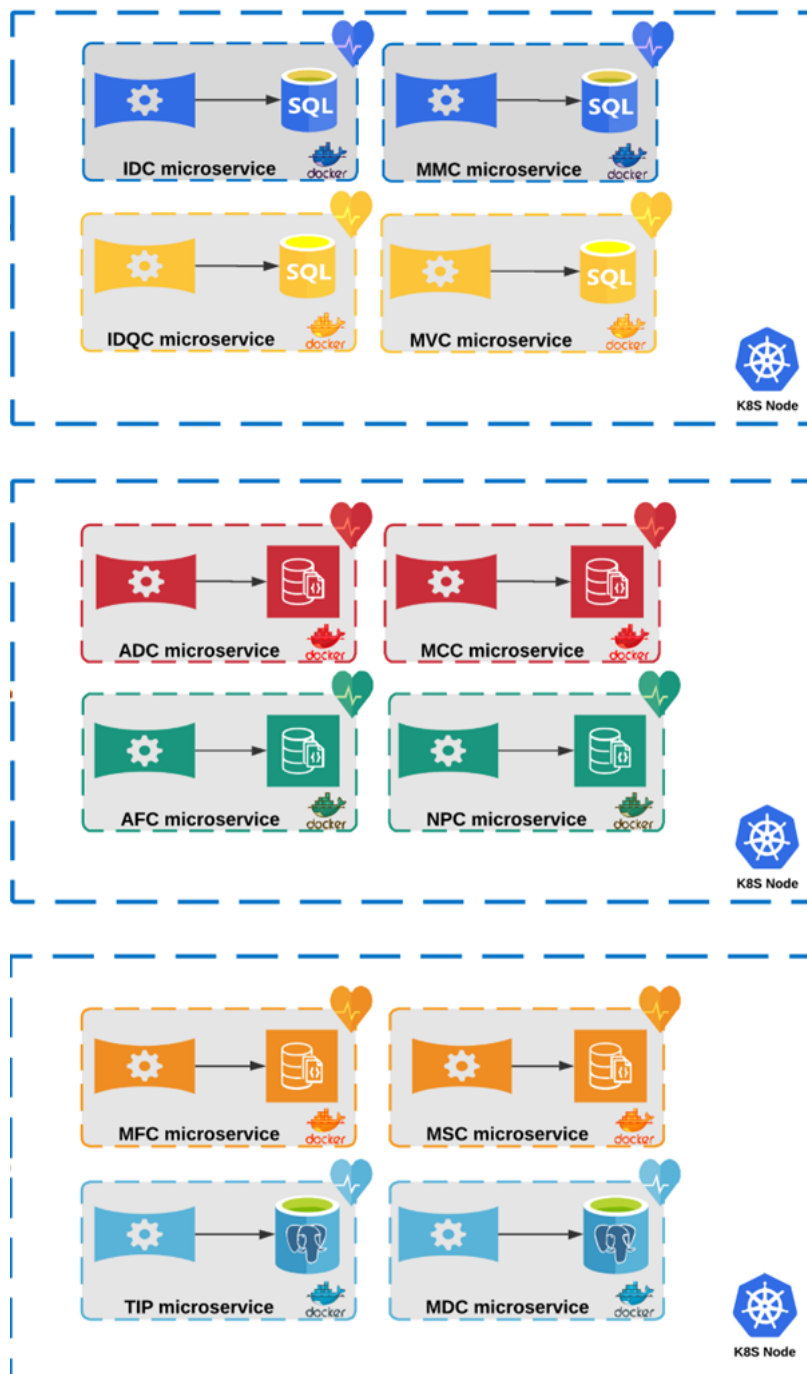 SQL
SQL
IDC microservice
docker
MMC microservice
docker
SQL
SQL
IDQC microservice
docker
MVC microservice
docker
K8S Node
{}
{}
ADC microservice
docker
MCC microservice
docker
{}
{}
AFC microservice
docker
NPC microservice
docker
K8S Node
{}
{}
MFC microservice
docker
MSC microservice
docker
TIP microservice
docker
MDC microservice
docker
K8S Node